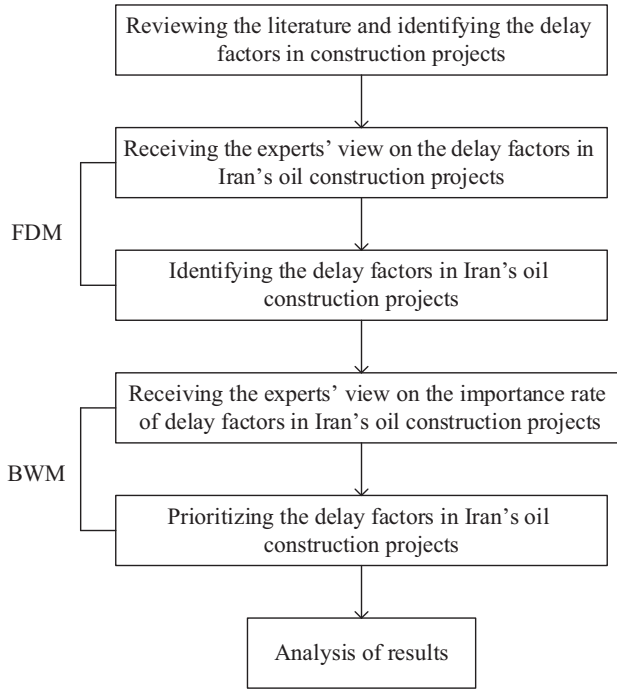 Reviewing the literature and identifying the delay
factors in construction projects
Receiving the experts’ view on the delay factors in
Iran’s oil construction projects
FDM
Identifying the delay factors in Iran’s oil
construction projects
Receiving the experts’ view on the importance rate
of delay factors in Iran’s oil construction projects
BWM
Prioritizing the delay factors in Iran’s oil
construction projects
Analysis of results